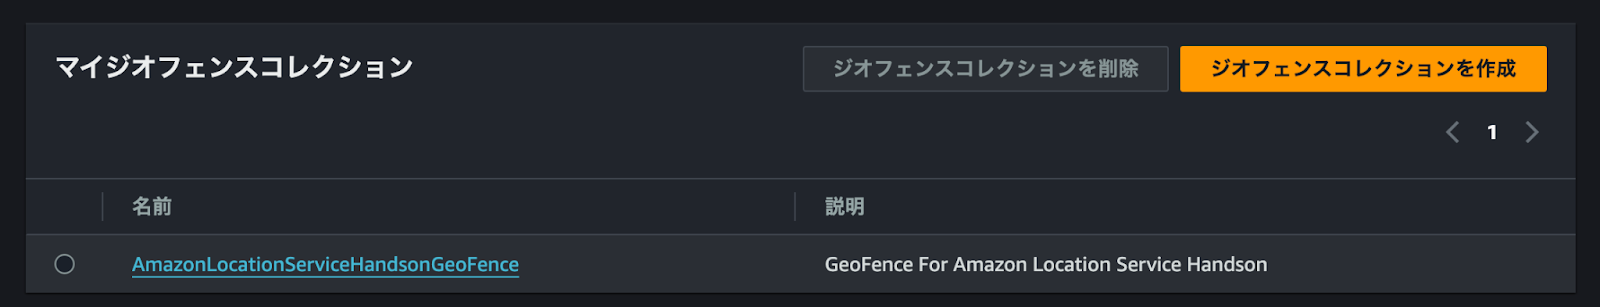 マイジオフェンスコレクション
ジオフェンスコレクションを削除
ジオフェンスコレクションを作成
1
名前
説明
AmazonLocationServiceHandsonGeoFence
GeoFence For Amazon Location Service Handson